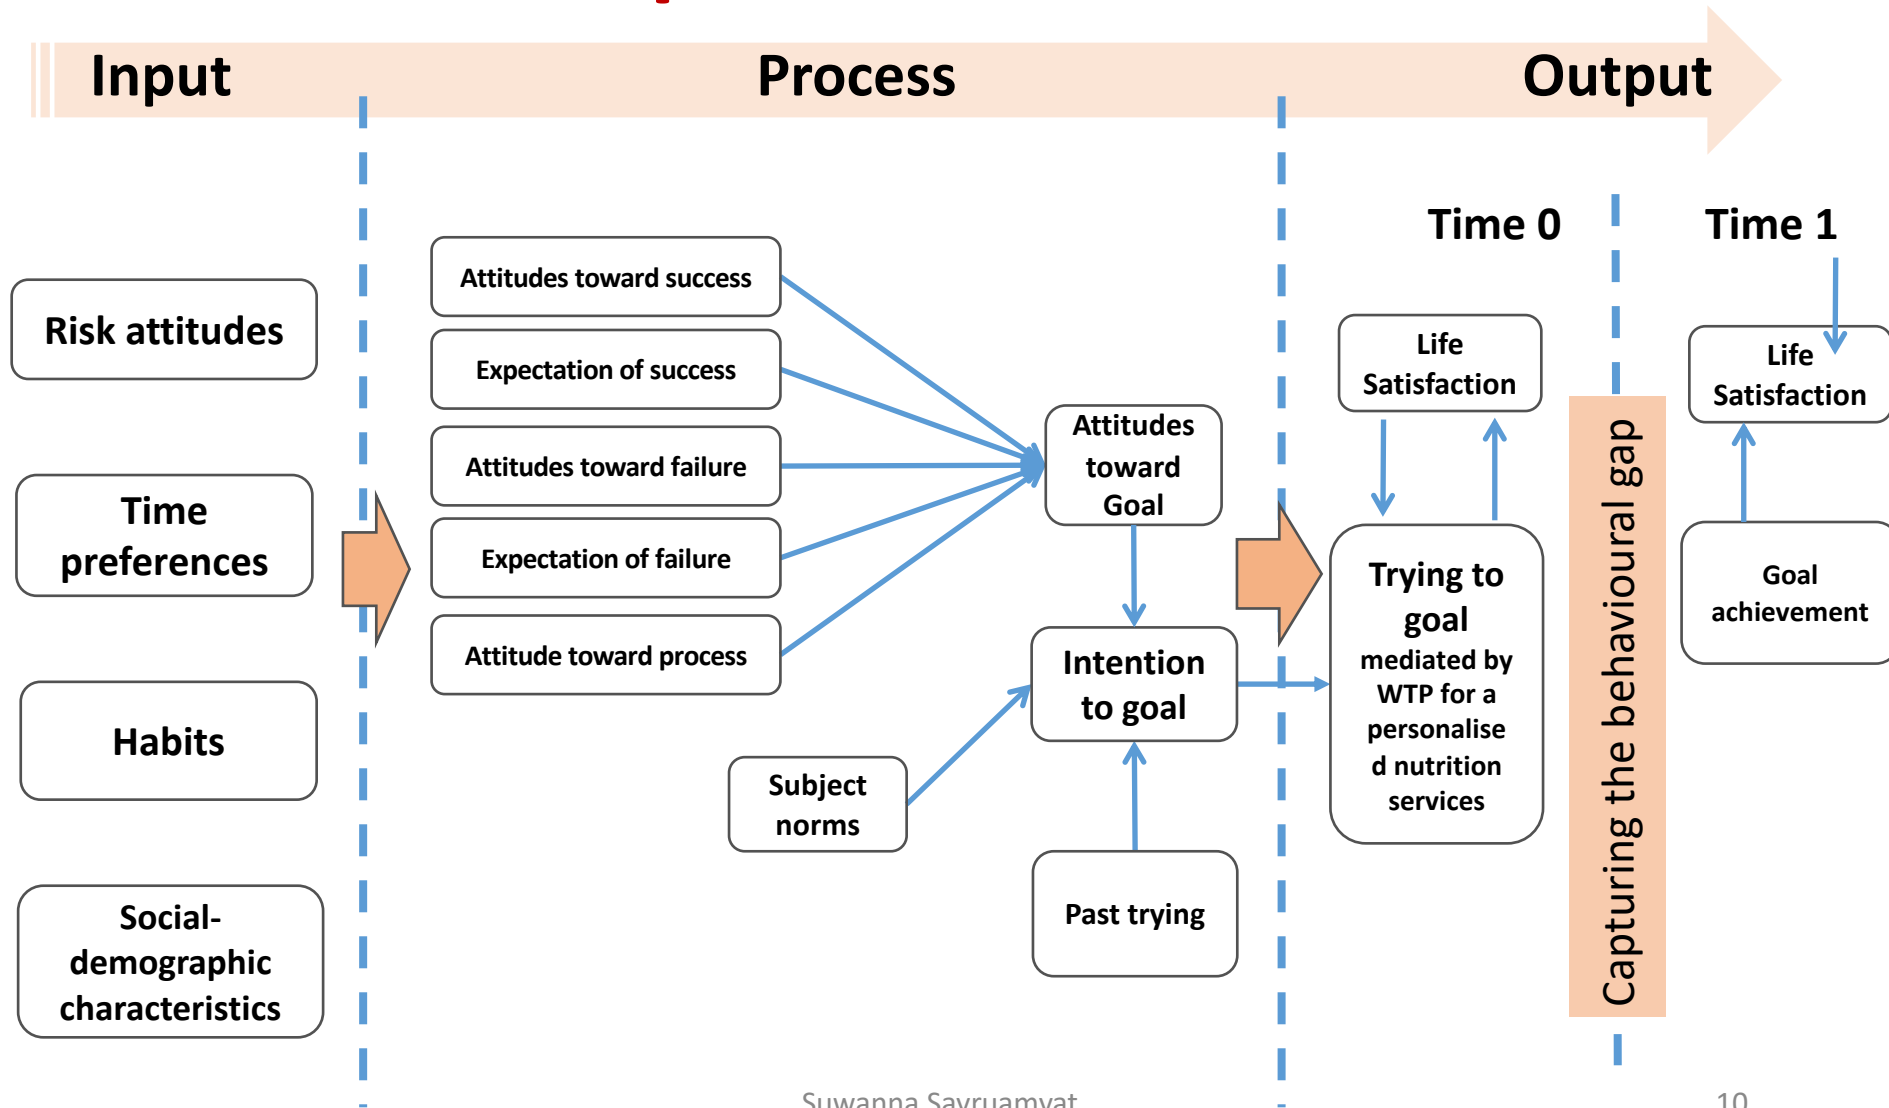 Input
Process
Output
Time 0
Time 1
Risk attitudes
Time
preferences
Habits
Social-
demographic
characteristics
Attitudes toward success
Expectation of success
Attitudes toward failure
Expectation of failure
Attitude toward process
Attitudes
toward
Goal
Intention
to goal
Subject
norms
Past trying
Life
Satisfaction
Trying to
goal
mediated by
WTP for a
personalise
d nutrition
services
Capturing the behavioural gap
Life
Satisfaction
Goal
achievement
Suwanna Sayruamyat
10